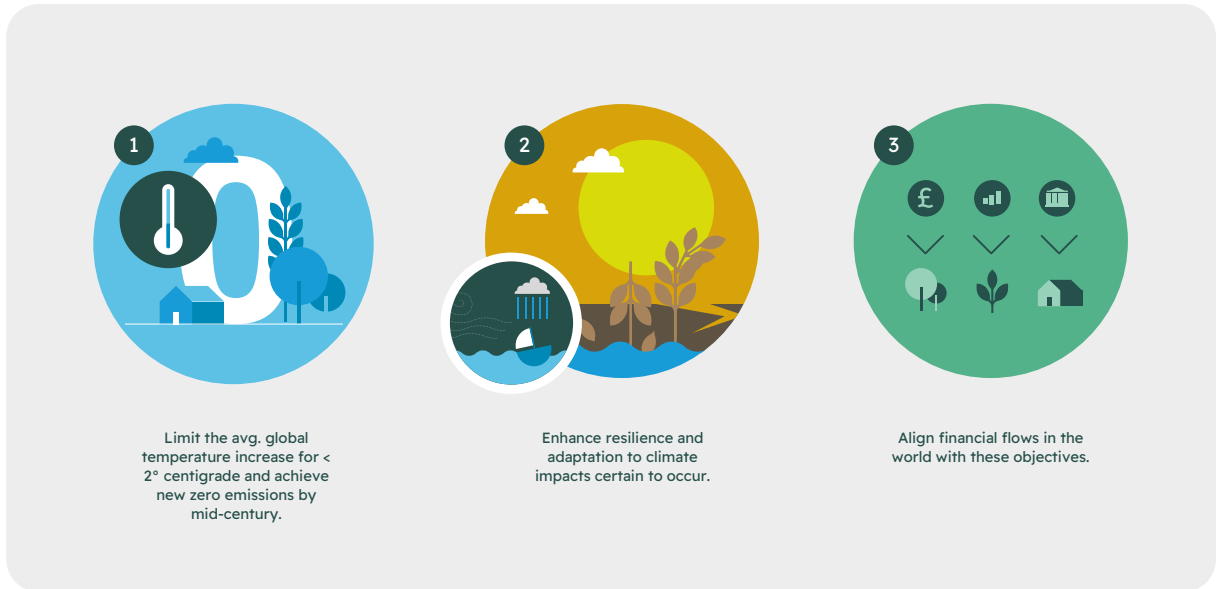 1
Limit the avg. global
temperature increase for <
2° centigrade and achieve
new zero emissions by
mid-century.
2
Enhance resilience and
adaptation to climate
impacts certain to occur.
3
£
Align financial flows in the
world with these objectives.